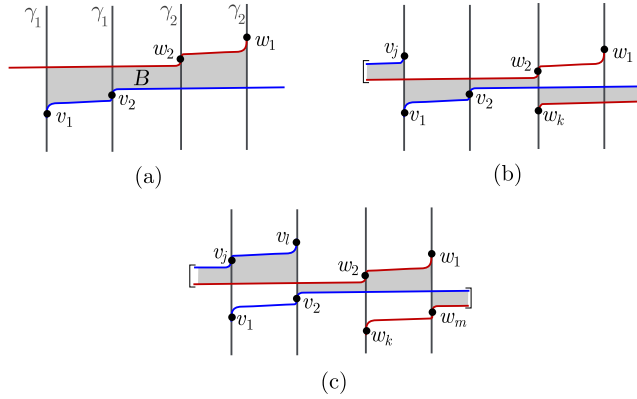 γ₁ γ₁ γ₂ γ₂
w₁
w₂
B
v₂
v₁
(a)
vⱼ
w₁
w₂
v₂
v₁
wₖ
(b)
vₗ
vⱼ
w₁
w₂
v₂
v₁
wₘ
wₖ
(c)